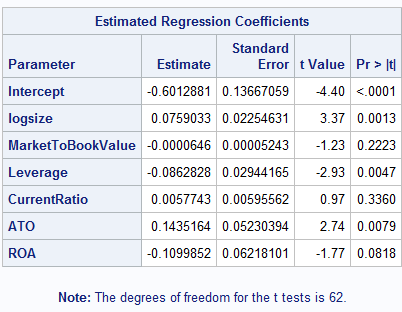 Estimated Regression Coefficients
Parameter Estimate Standard Error t Value Pr > |t|
Intercept -0.6012881 0.13667059 -4.40 <.0001
logsize 0.0759033 0.02254631 3.37 0.0013
MarketToBookValue -0.0000646 0.00005243 -1.23 0.2223
Leverage -0.0862828 0.02944165 -2.93 0.0047
CurrentRatio 0.0057743 0.00595562 0.97 0.3360
ATO 0.1435164 0.05230394 2.74 0.0079
ROA -0.1099852 0.06218101 -1.77 0.0818
Note: The degrees of freedom for the t tests is 62.